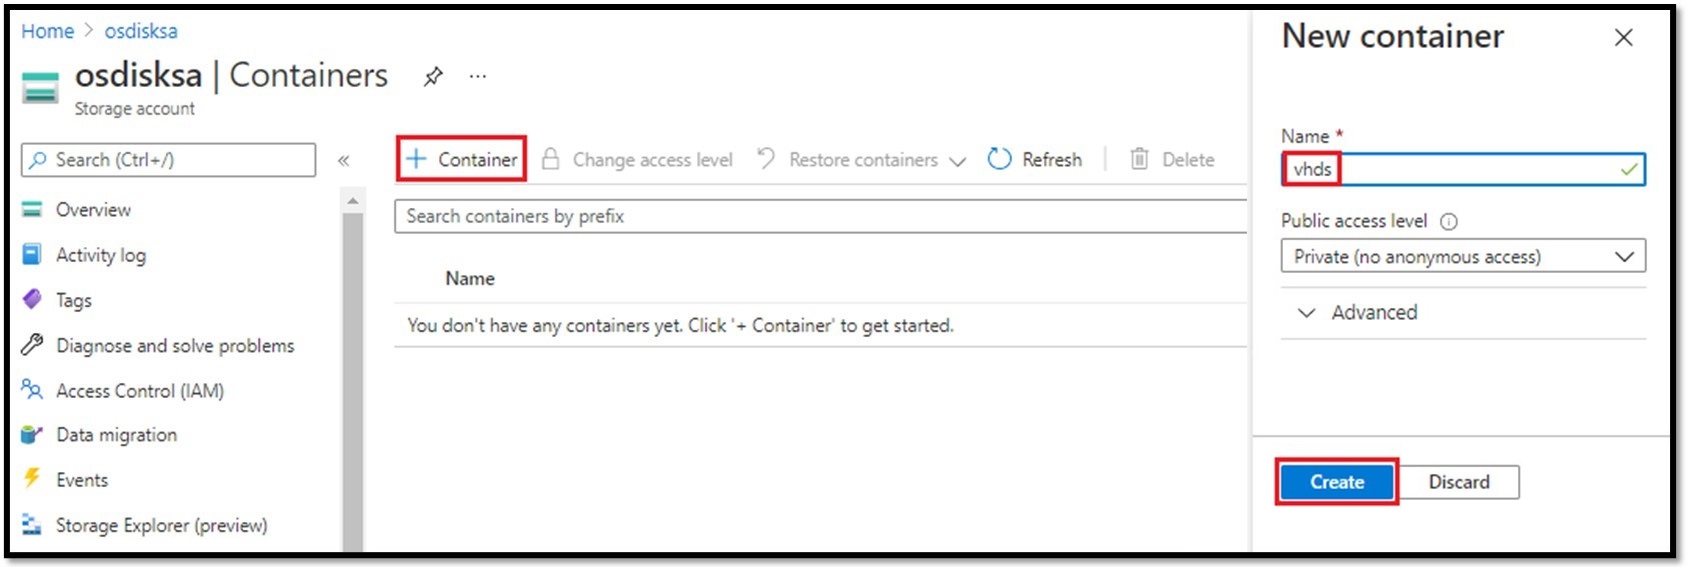 Home > osdisksa
osdisksa | Containers
...
Storage account
Search (Ctrl+/)
«
Overview
Activity log
Tags
Diagnose and solve problems
Access Control (IAM)
Data migration
Events
Storage Explorer (preview)
+ Container
Change access level
Restore containers
Refresh
Delete
Search containers by prefix
Name
You don't have any containers yet. Click '+ Container' to get started.
New container
Name *
vhds
Public access level
Private (no anonymous access)
Advanced
Create
Discard